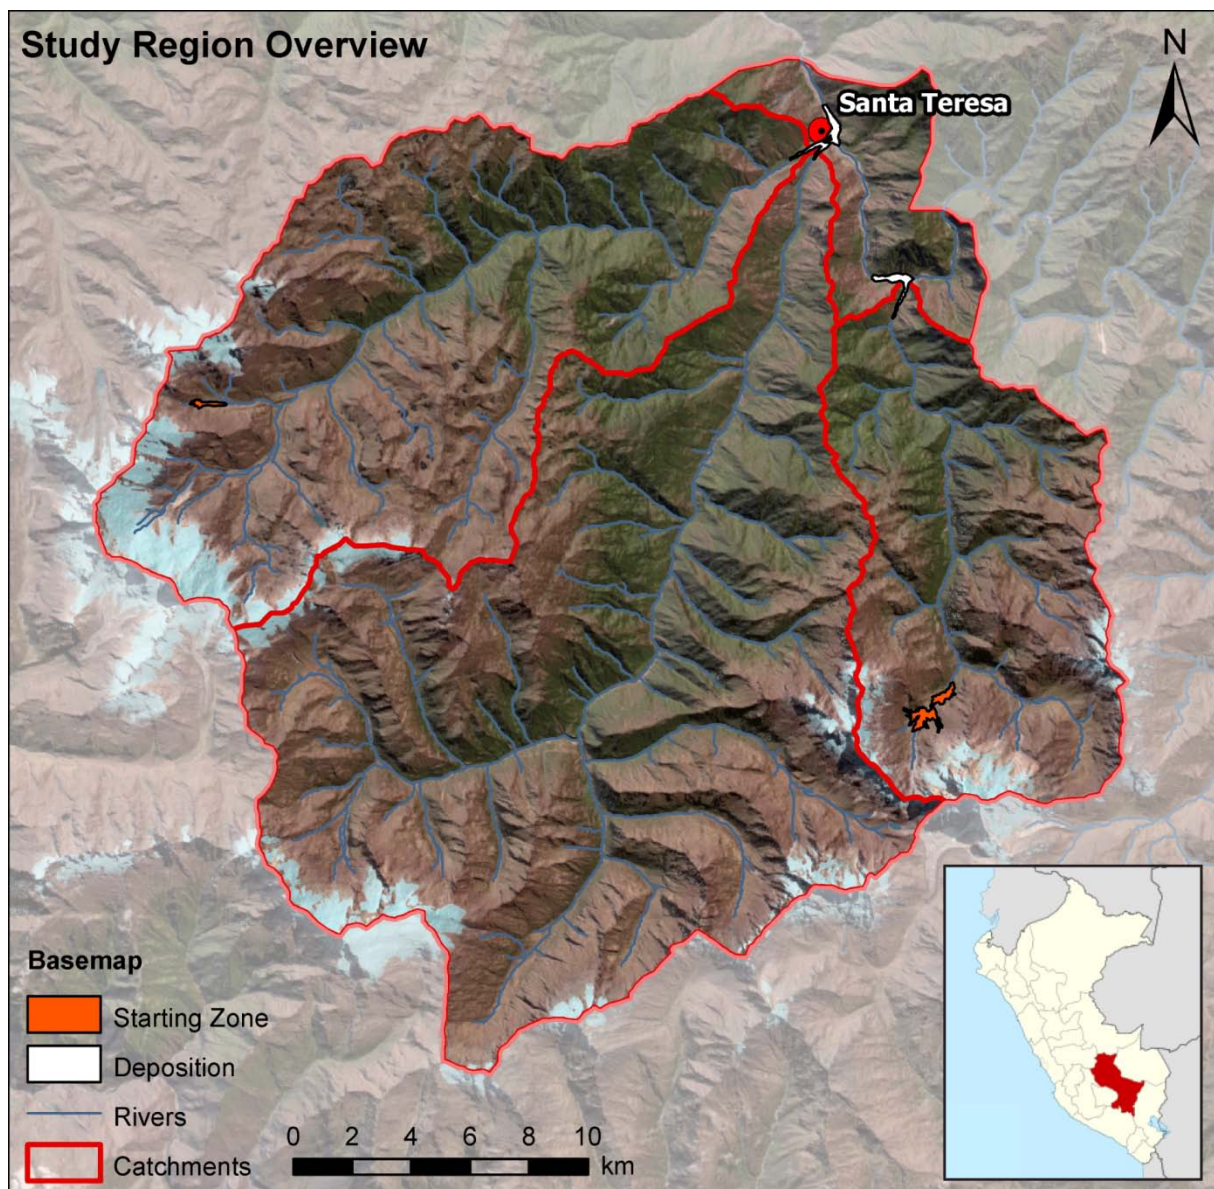 Study Region Overview
N
Santa Teresa
Basemap
Starting Zone
Deposition
Rivers
Catchments
0 2 4 6 8 10
km